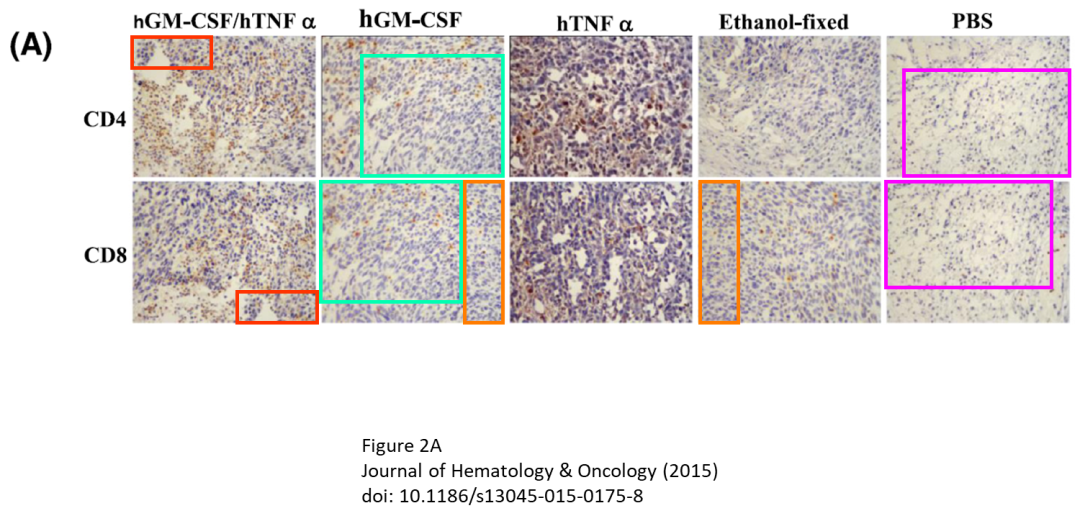 (A)
hGM-CSF/hTNF α hGM-CSF hTNF α Ethanol-fixed PBS
CD4
CD8
Figure 2A
Journal of Hematology & Oncology (2015)
doi: 10.1186/s13045-015-0175-8